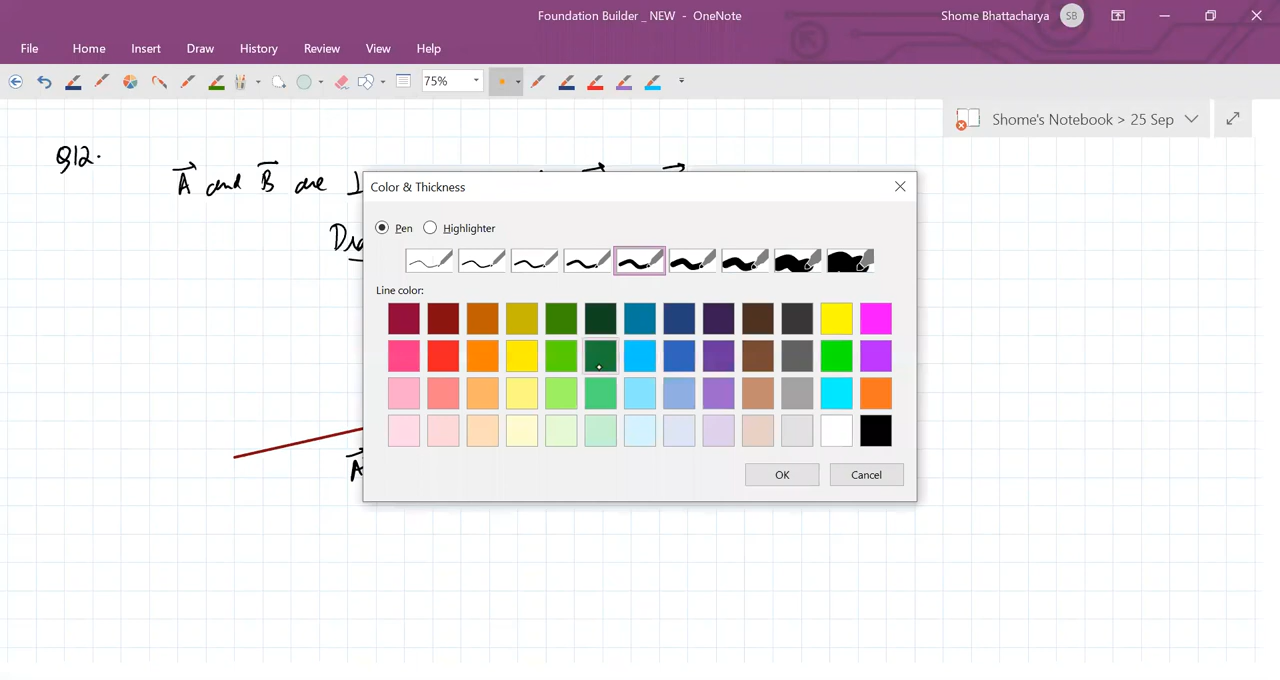 Foundation Builder _ NEW - OneNote
Shome Bhattacharya SB
File Home Insert Draw History Review View Help
75%
Shome's Notebook > 25 Sep
Q12.
A and B are ⊥
Color & Thickness
Pen Highlighter
Line color:
A
OK Cancel